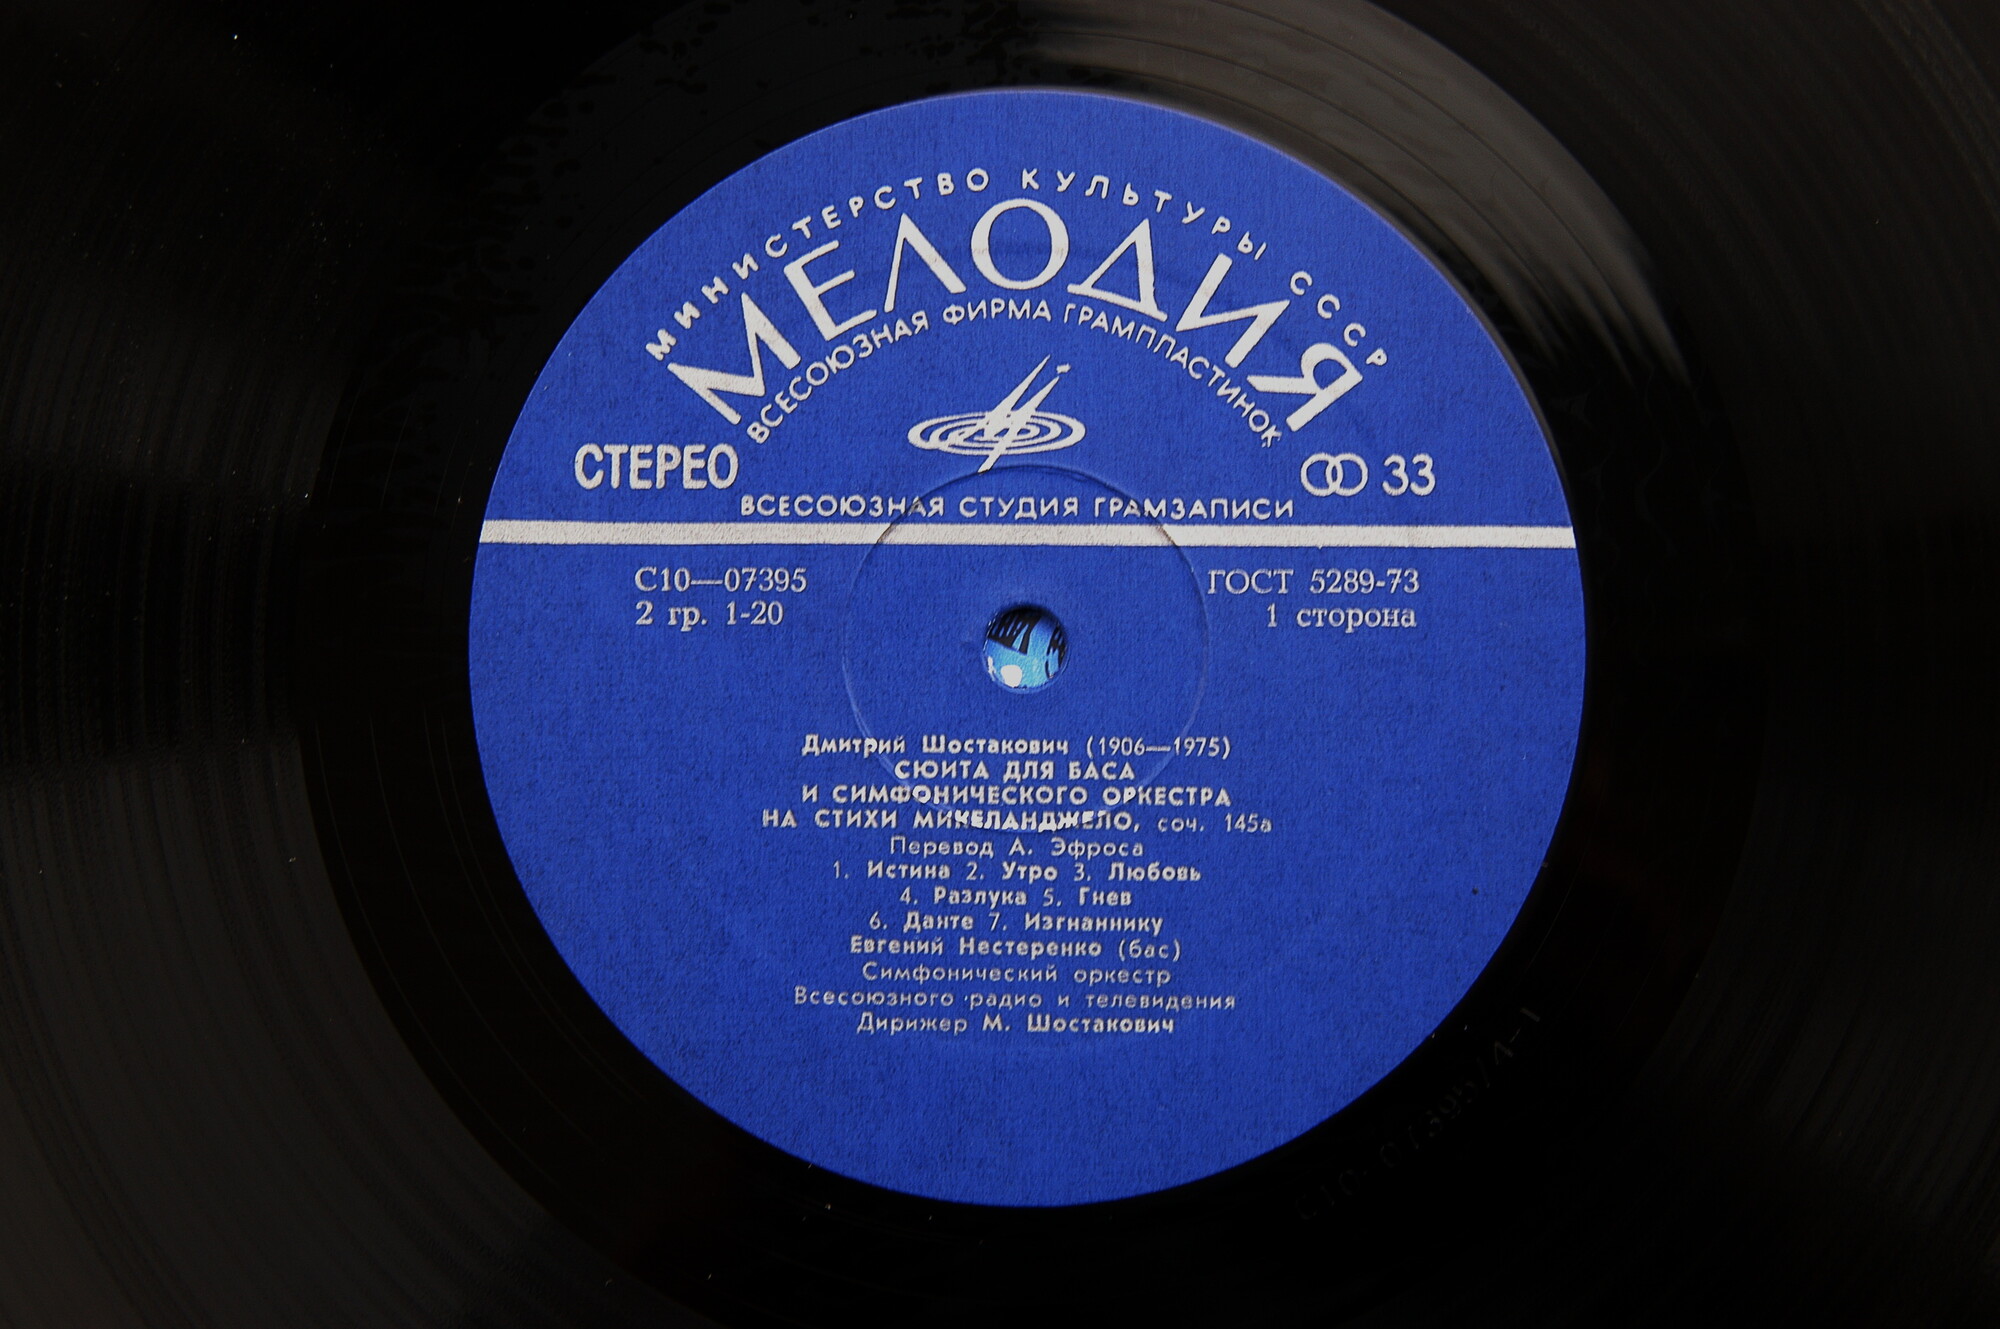 МИНИСТЕРСТВО КУЛЬТУРЫ СССР
МЕЛОДИЯ
ВСЕСОЮЗНАЯ ФИРМА ГРАМПЛАСТИНОК
СТЕРЕО
33
ВСЕСОЮЗНАЯ СТУДИЯ ГРАМЗАПИСИ
С10—07395
ГОСТ 5289-73
2 гр. 1-20
1 сторона
Дмитрий Шостакович (1906—1975)
СЮИТА ДЛЯ БАСА
И СИМФОНИЧЕСКОГО ОРКЕСТРА
НА СТИХИ МИКЕЛАНДЖЕЛО, соч. 145а
Перевод А. Эфроса
1. Истина 2. Утро 3. Любовь
4. Разлука 5. Гнев
6. Данте 7. Изгнаннику
Евгений Нестеренко (бас)
Симфонический оркестр
Всесоюзного радио и телевидения
Дирижер М. Шостакович